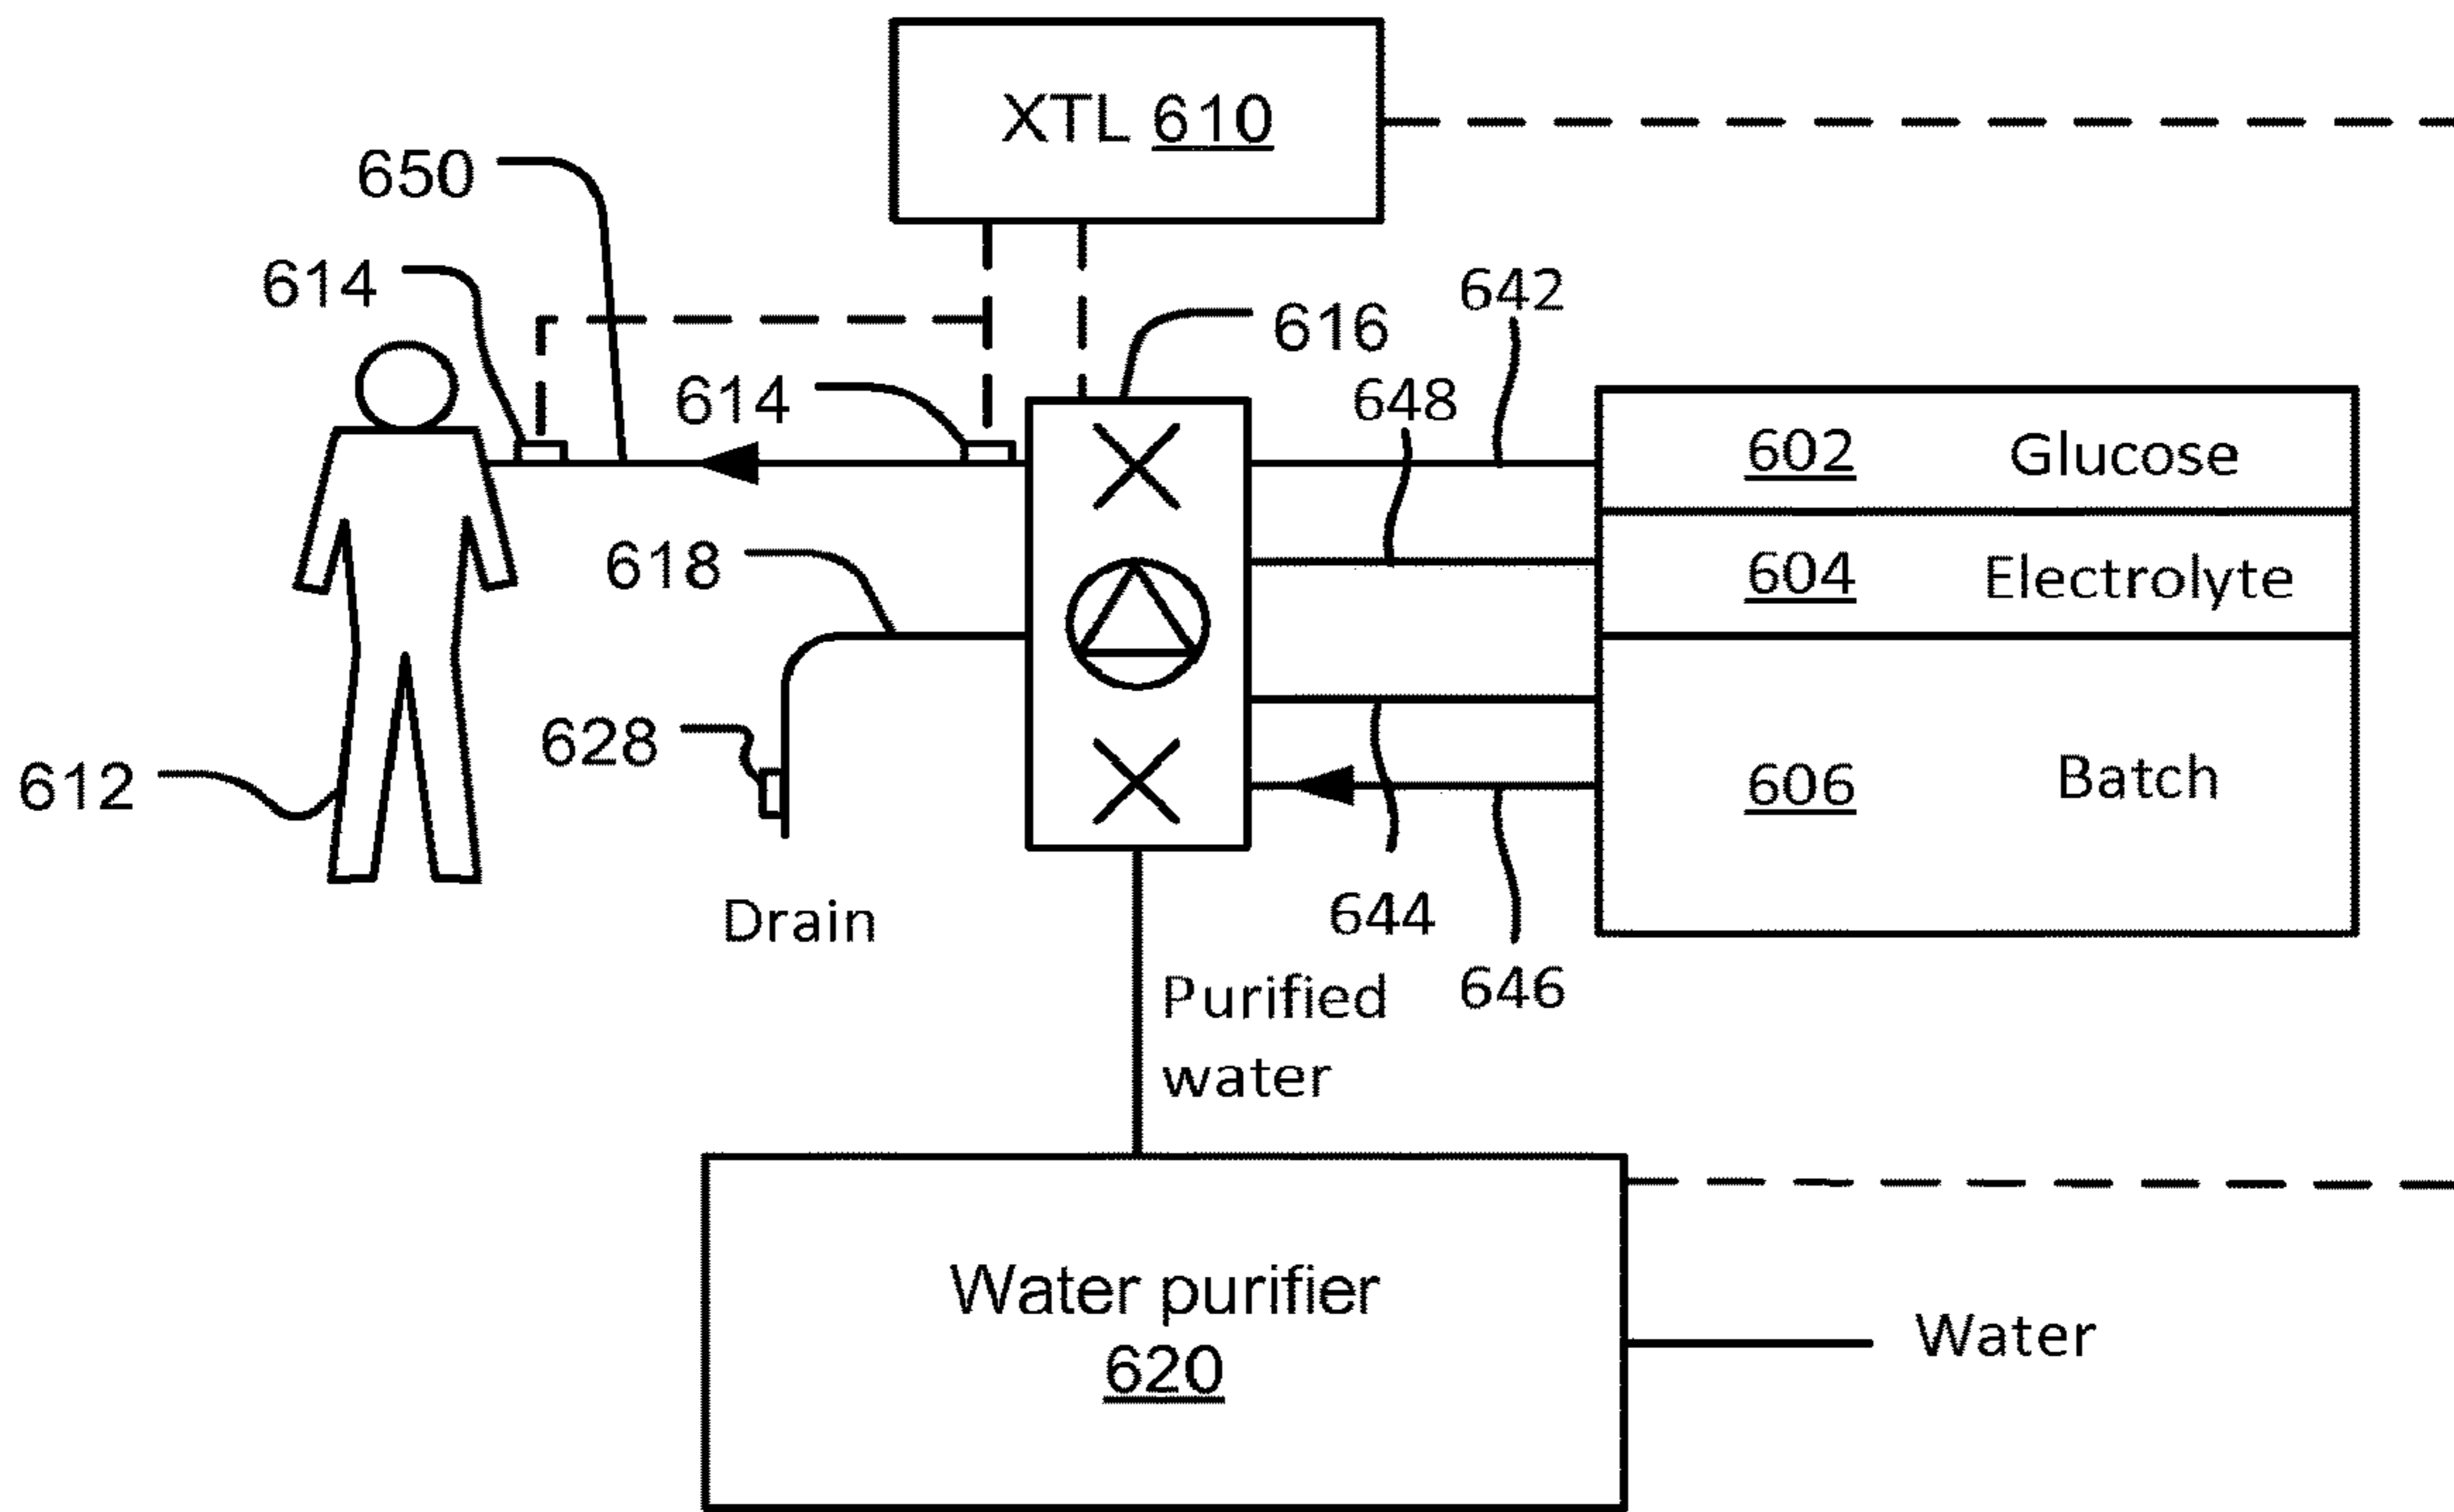 XTL 610
650
614
642
616
614
648
602 Glucose
618
604 Electrolyte
628
612
606 Batch
Drain
644
646
Purified
water
Water purifier
620
Water